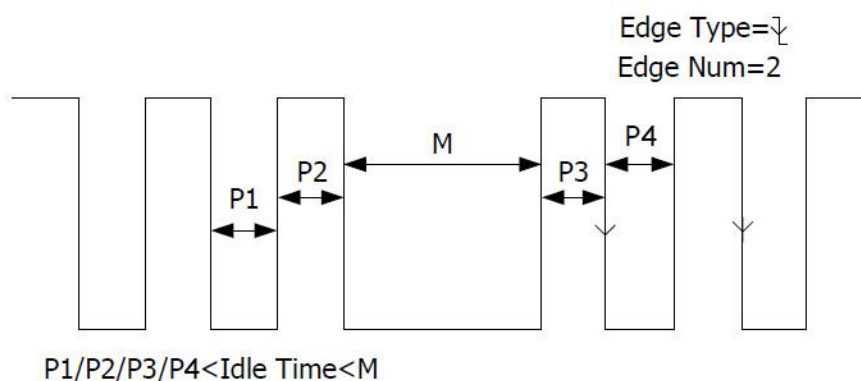 Edge Type=
Edge Num=2
M
P4
P2
P3
P1
P1/P2/P3/P4<Idle Time<M